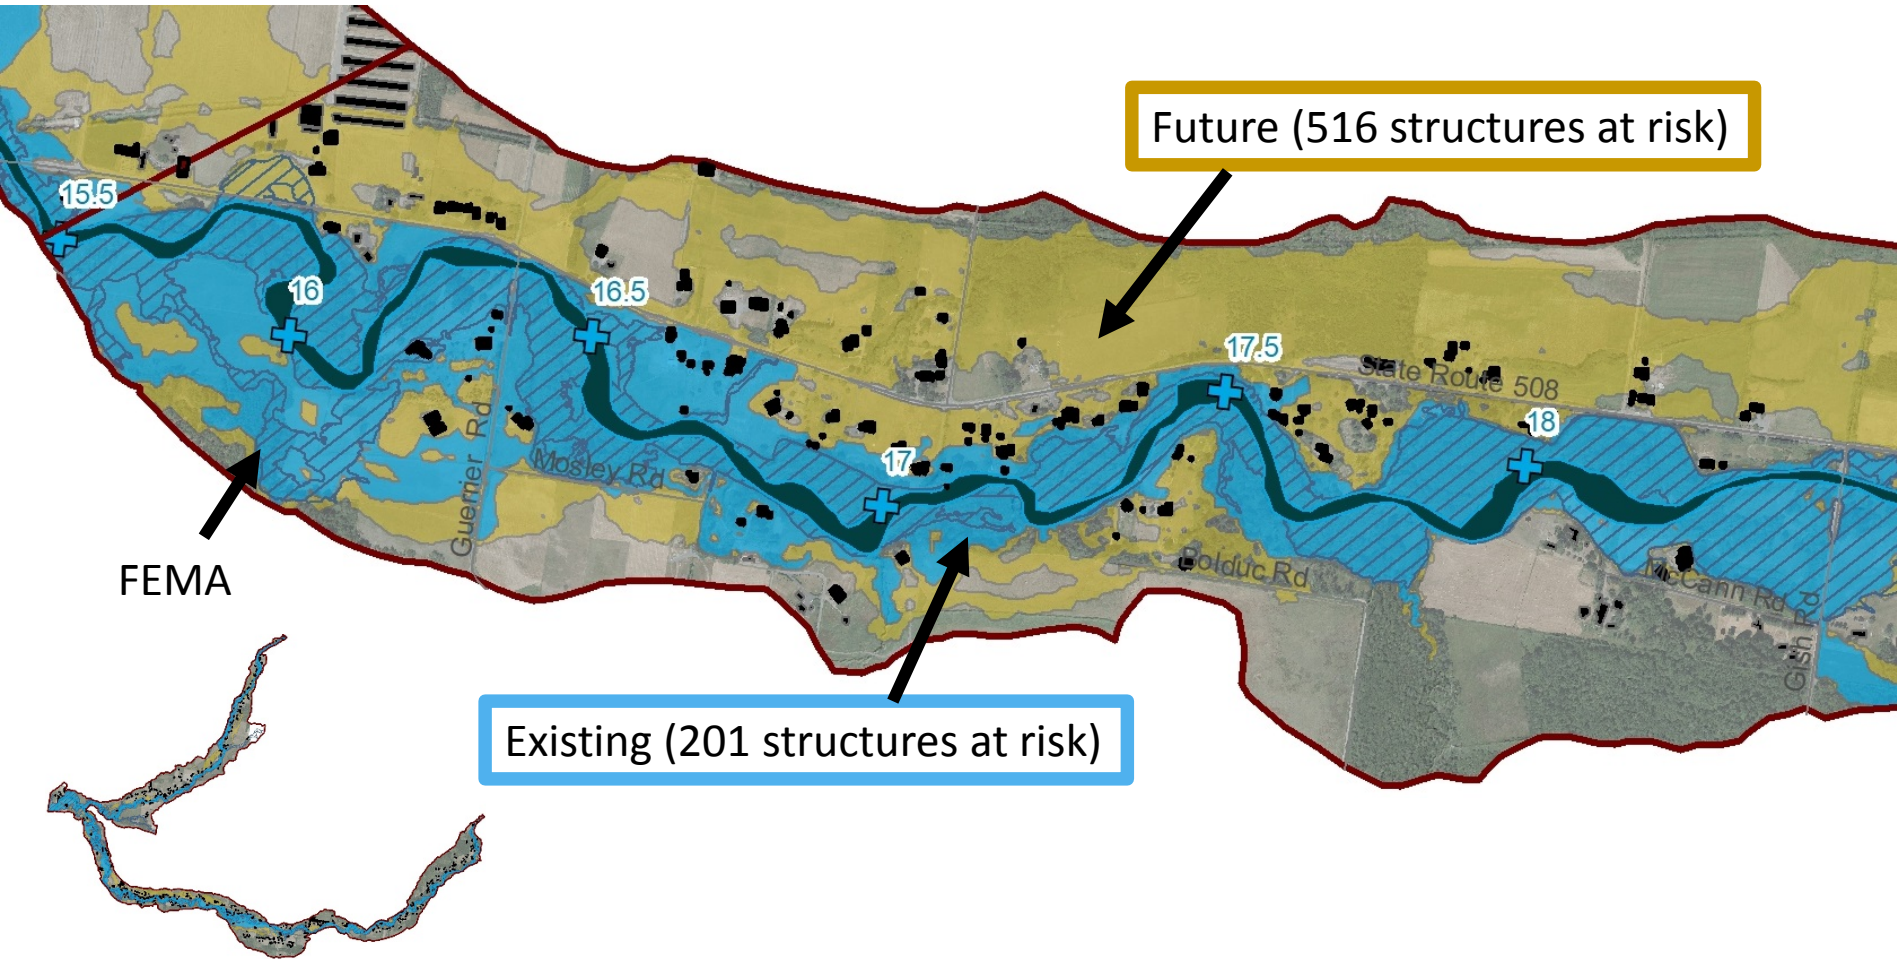 Future (516 structures at risk)
15.5
16
16.5
17.5
State Route 508
18
17
Guerrier Rd
Mosley Rd
Bolduc Rd
McCann Rd
Gish Rd
FEMA
Existing (201 structures at risk)